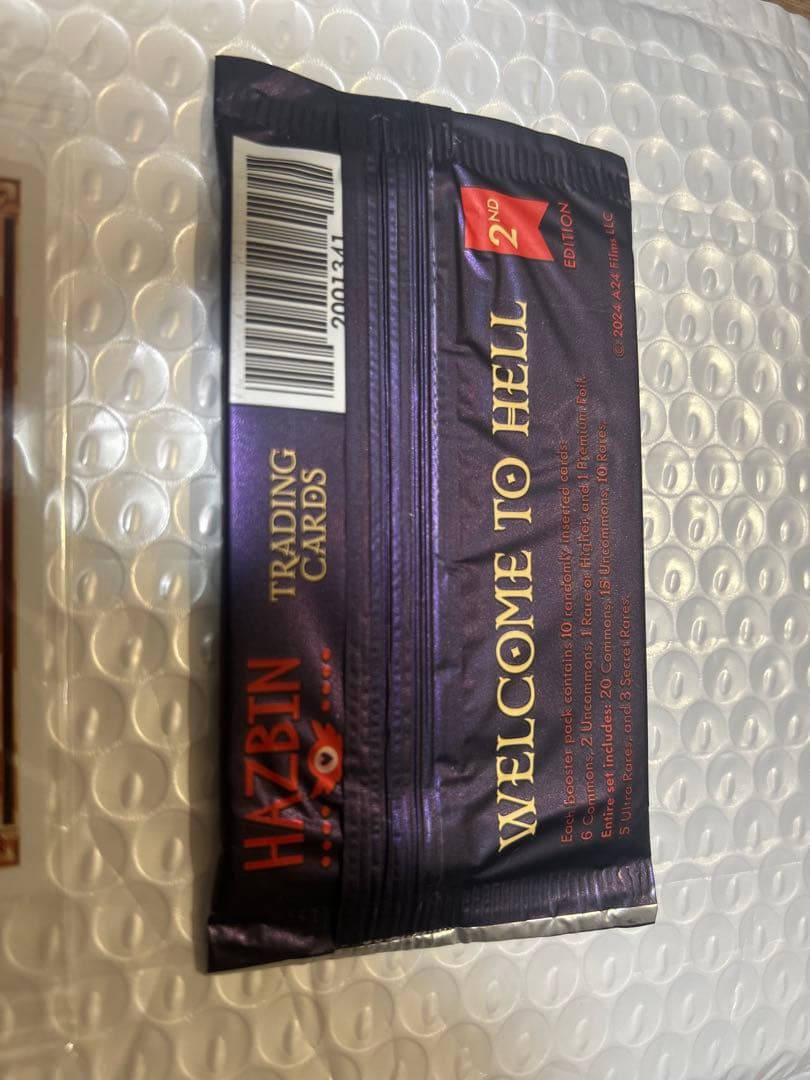 HAZBIN
TRADING
CARDS
2001341
WELCOME TO HELL
2ND
EDITION
Each booster pack contains 10 randomly inserted cards:
6 Commons, 2 Uncommons, 1 Rare or Higher, and 1 Premium Foil.
Entire set includes: 20 Commons, 15 Uncommons, 10 Rares,
5 Ultra Rares, and 3 Secret Rares.
© 2024 A24 Films LLC